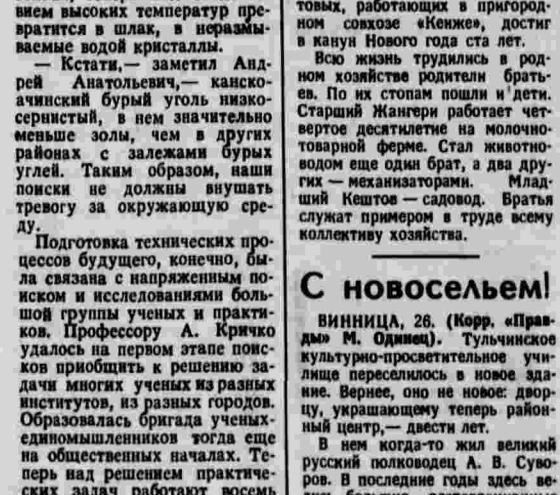 вием высоких температур пре-
вратится в шлак, в неразмы-
ваемые водой кристаллы.
— Кстати,— заметил Анд-
рей Анатольевич,— канско-
ачинский бурый уголь низко-
сернистый, в нем значительно
меньше золы, чем в других
районах с залежами бурых
углей. Таким образом, наши
поиски не должны внушать
тревогу за окружающую сре-
ду.
Подготовка технических про-
цессов будущего, конечно, бы-
ла связана с напряженным по-
иском и исследованиями боль-
шой группы ученых и практи-
ков. Профессору А. Кричко
удалось на первом этапе поис-
ков приобщить к решению за-
дачи многих ученых из разных
институтов, из разных городов.
Образовалась бригада ученых-
единомышленников тогда еще
на общественных началах. Те-
перь над решением практиче-
ских задач работают восемь
товых, работающих в пригород-
ном совхозе «Кенже», достиг
в канун Нового года ста лет.
Всю жизнь трудились в род-
ном хозяйстве родители брать-
ев. По их стопам пошли и дети.
Старший Жангери работает чет-
вертое десятилетие на молочно-
товарной ферме. Стал животно-
водом еще один брат, а два дру-
гих — механизаторами. Млад-
ший Кештов — садовод. Братья
служат примером в труде всему
коллективу хозяйства.
С новосельем!
ВИННИЦА, 26. (Корр. «Прав-
ды» М. Одинец). Тульчинское
культурно-просветительное учи-
лище переселилось в новое зда-
ние. Вернее, оно не новое: двор-
цу, украшающему теперь район-
ный центр,— двести лет.
В нем когда-то жил великий
русский полководец А. В. Суво-
ров. В последние годы здесь ве-